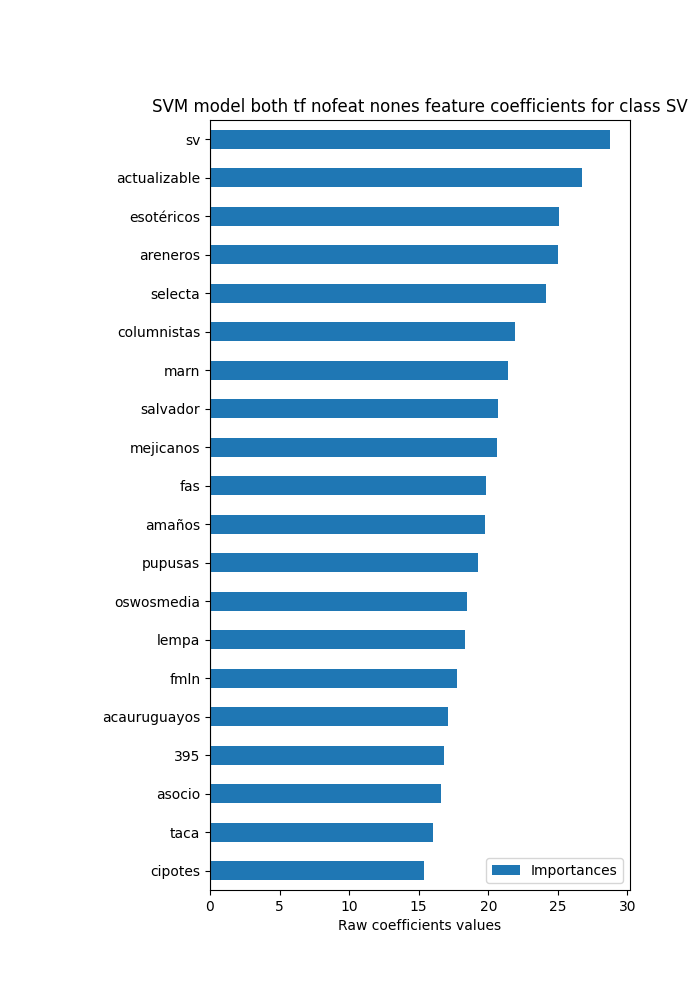 SVM model both tf nofeat nones feature coefficients for class SV
sv
actualizable
esotéricos
areneros
selecta
columnistas
marn
salvador
mejicanos
fas
amaños
pupusas
oswosmedia
lempa
fmln
acauruguayos
395
asocio
taca
cipotes
Importances
0 5 10 15 20 25 30
Raw coefficients values